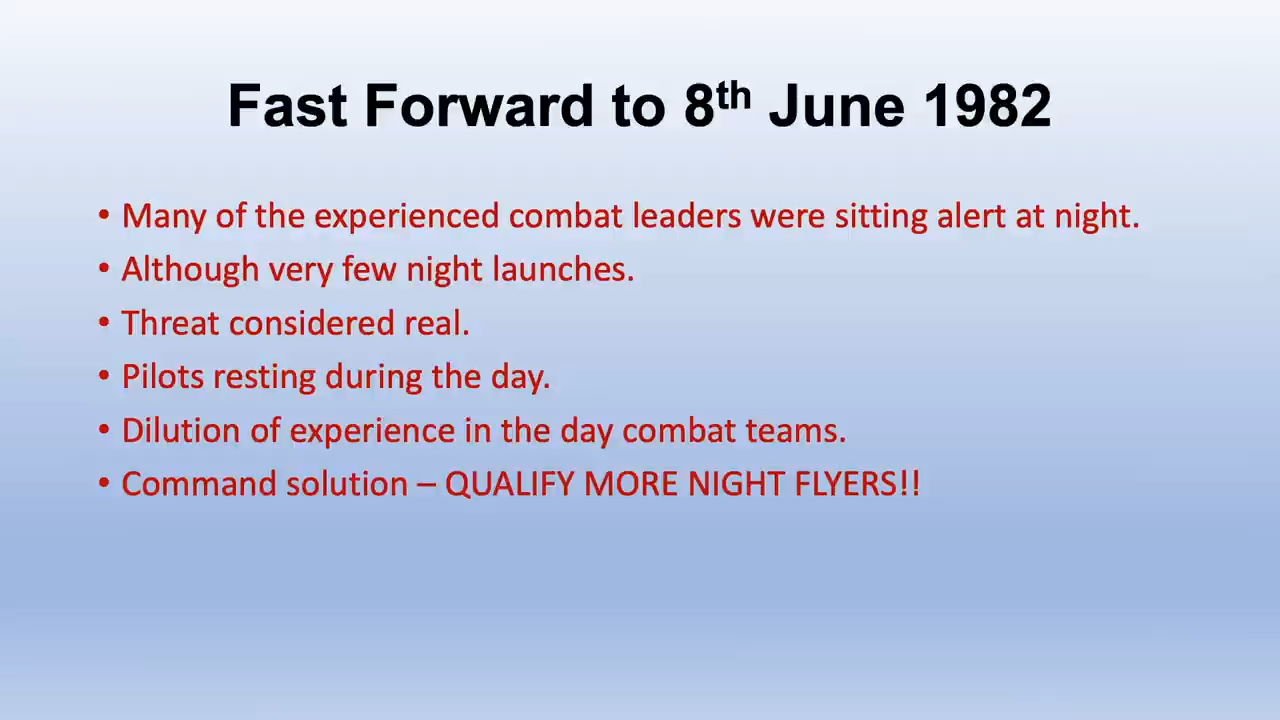 Fast Forward to 8th June 1982
• Many of the experienced combat leaders were sitting alert at night.
• Although very few night launches.
• Threat considered real.
• Pilots resting during the day.
• Dilution of experience in the day combat teams.
• Command solution – QUALIFY MORE NIGHT FLYERS!!